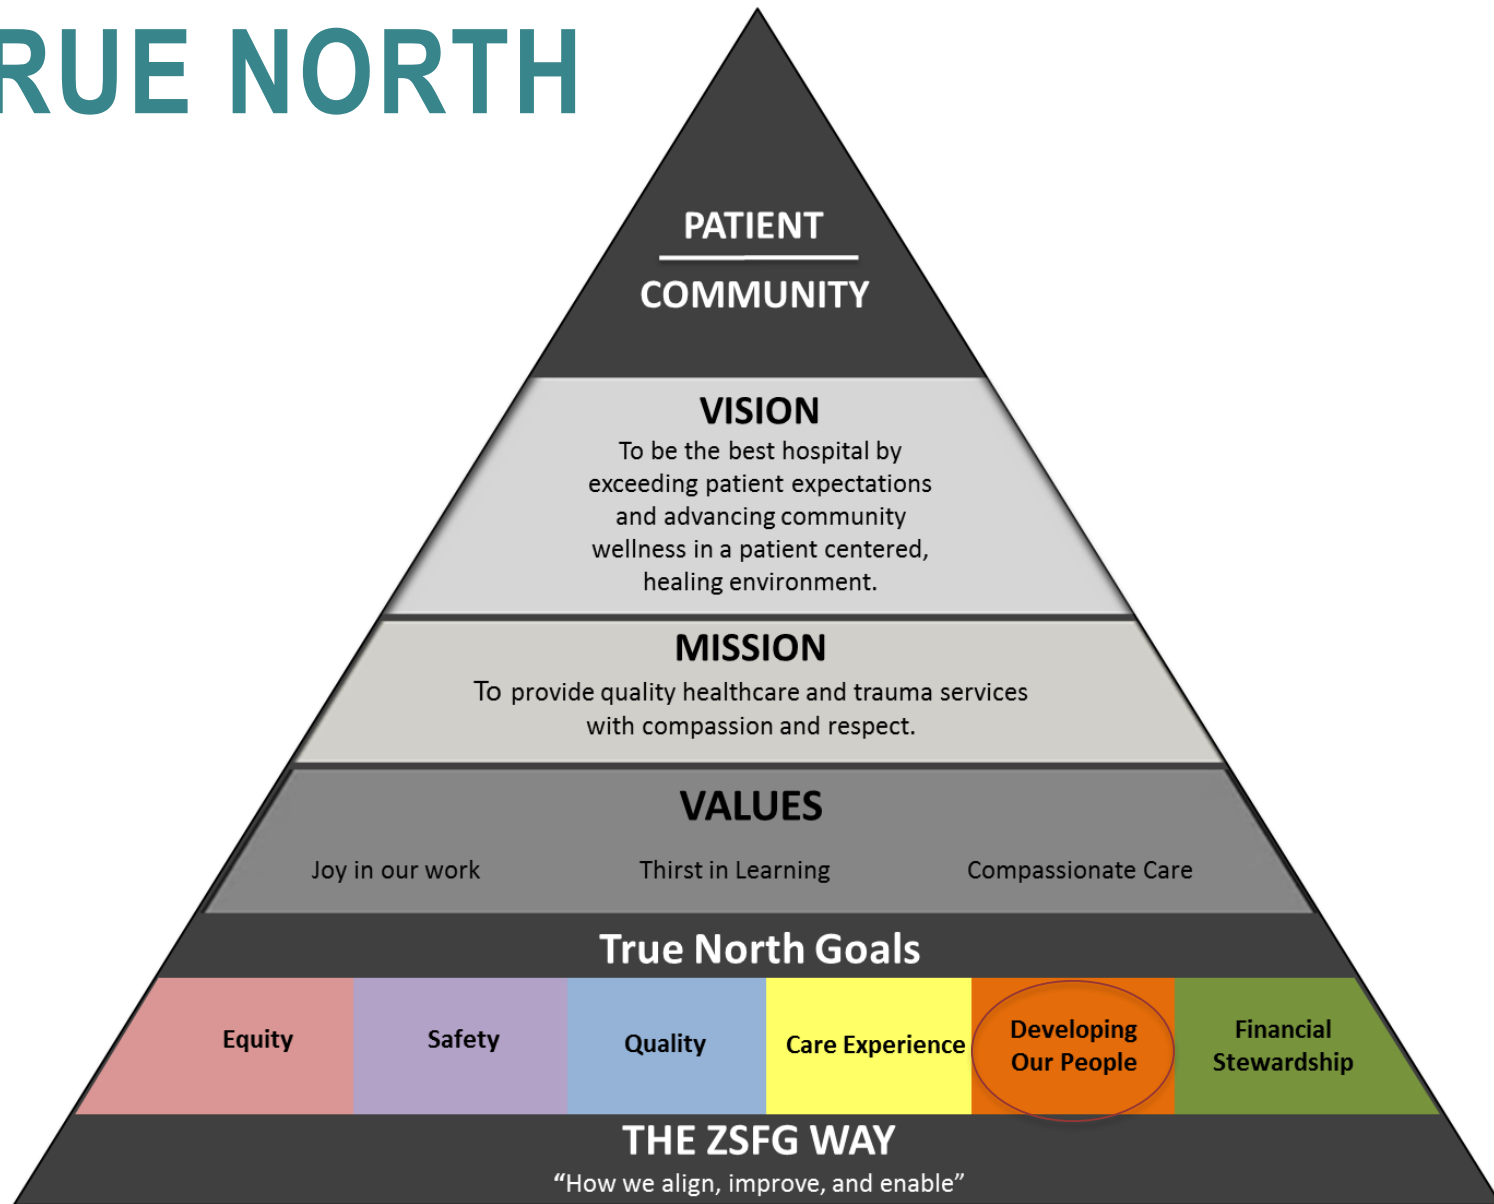 RUE NORTH
PATIENT
COMMUNITY
VISION
To be the best hospital by
exceeding patient expectations
and advancing community
wellness in a patient centered,
healing environment.
MISSION
To provide quality healthcare and trauma services
with compassion and respect.
VALUES
Joy in our work Thirst in Learning Compassionate Care
True North Goals
Equity Safety Quality Care Experience
Developing
Our People
Financial
Stewardship
THE ZSFG WAY
“How we align, improve, and enable”